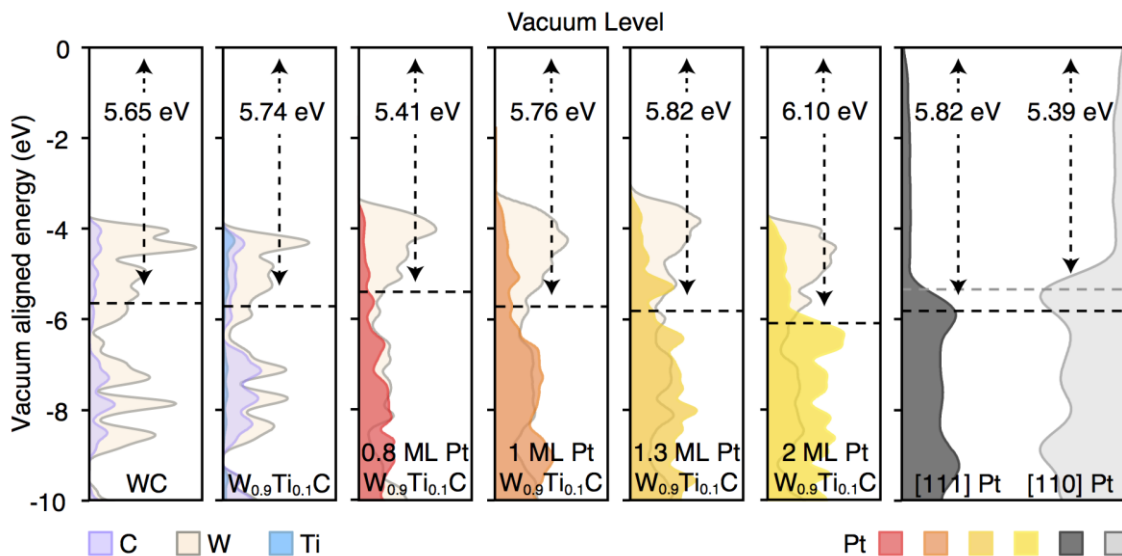 Vacuum Level
Vacuum aligned energy (eV)
0
-2
-4
-6
-8
-10
5.65 eV
5.74 eV
5.41 eV
5.76 eV
5.82 eV
6.10 eV
5.82 eV
5.39 eV
WC
W0.9Ti0.1C
0.8 ML Pt
W0.9Ti0.1C
1 ML Pt
W0.9Ti0.1C
1.3 ML Pt
W0.9Ti0.1C
2 ML Pt
W0.9Ti0.1C
[111] Pt
[110] Pt
C
W
Ti
Pt